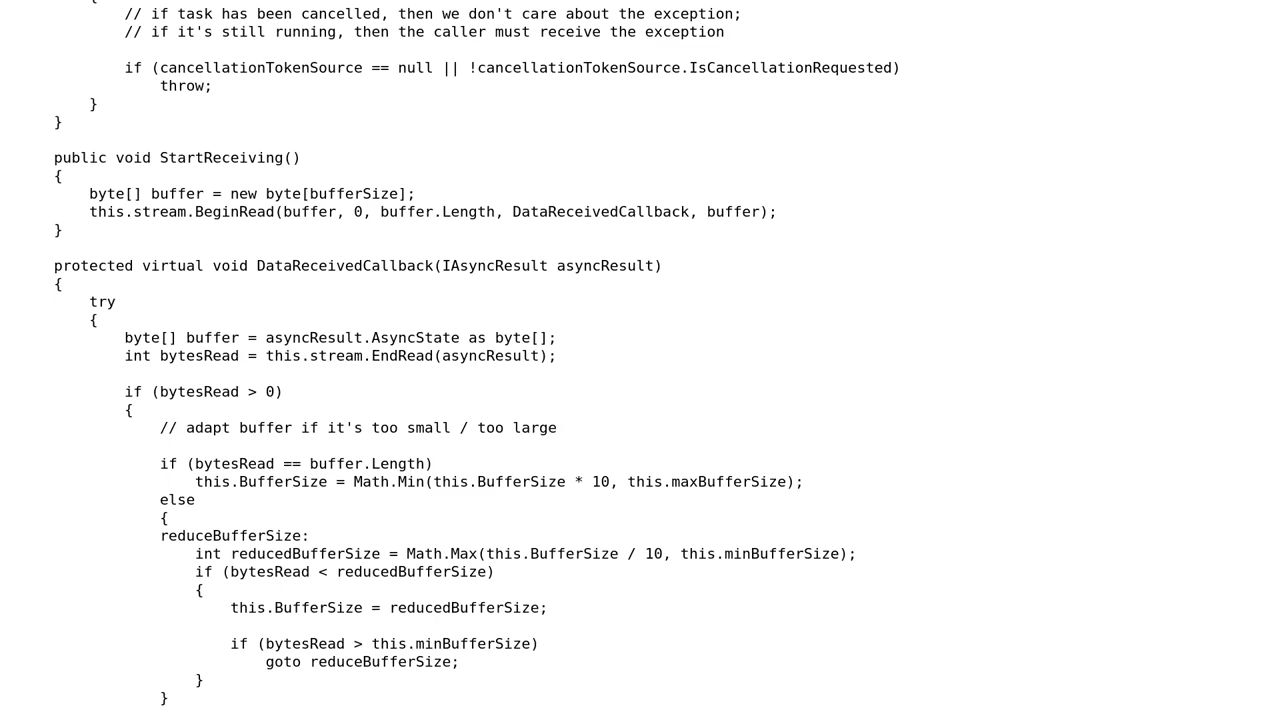 {
// if task has been cancelled, then we don't care about the exception;
// if it's still running, then the caller must receive the exception
if (cancellationTokenSource == null || !cancellationTokenSource.IsCancellationRequested)
throw;
}
}
public void StartReceiving()
{
byte[] buffer = new byte[bufferSize];
this.stream.BeginRead(buffer, 0, buffer.Length, DataReceivedCallback, buffer);
}
protected virtual void DataReceivedCallback(IAsyncResult asyncResult)
{
try
{
byte[] buffer = asyncResult.AsyncState as byte[];
int bytesRead = this.stream.EndRead(asyncResult);
if (bytesRead > 0)
{
// adapt buffer if it's too small / too large
if (bytesRead == buffer.Length)
this.BufferSize = Math.Min(this.BufferSize * 10, this.maxBufferSize);
else
{
reduceBufferSize:
int reducedBufferSize = Math.Max(this.BufferSize / 10, this.minBufferSize);
if (bytesRead < reducedBufferSize)
{
this.BufferSize = reducedBufferSize;
if (bytesRead > this.minBufferSize)
goto reduceBufferSize;
}
}